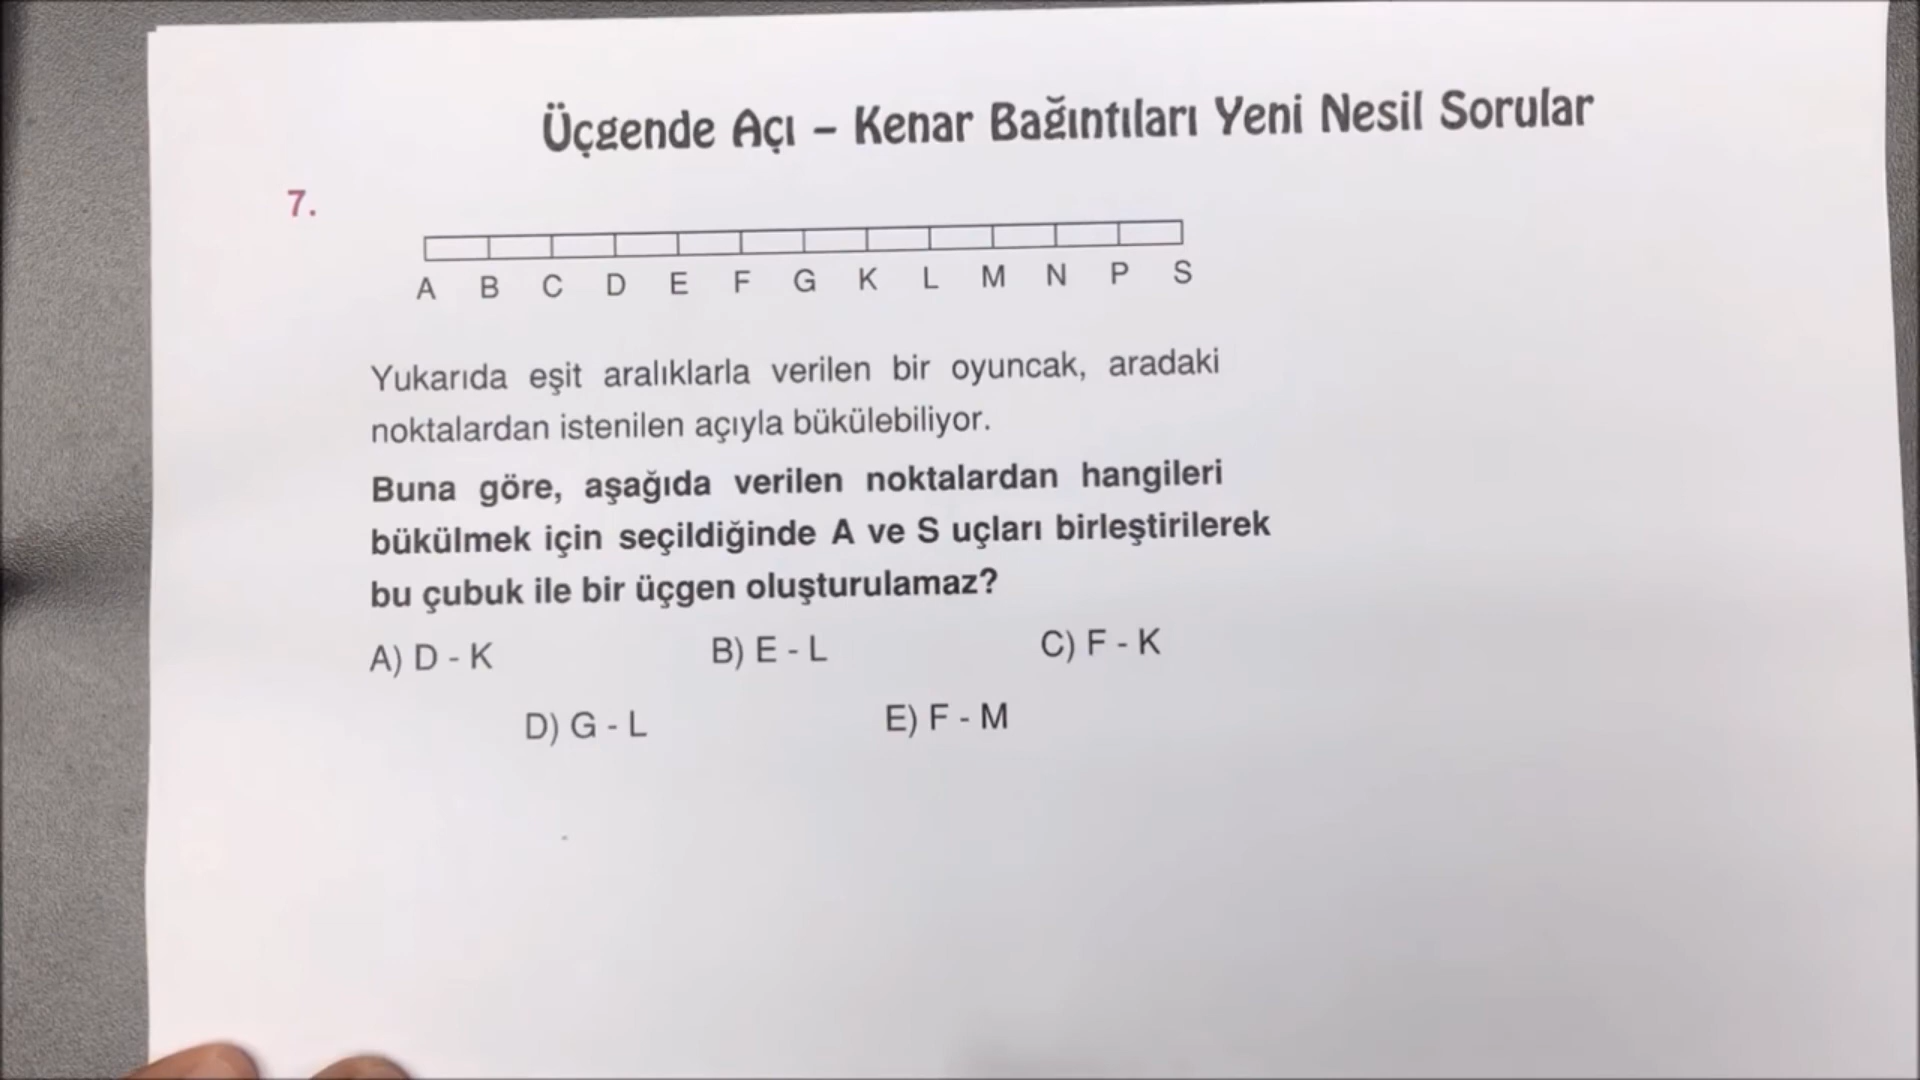 Üçgende Açı – Kenar Bağıntıları Yeni Nesil Sorular
7.
A B C D E F G K L M N P S
Yukarıda eşit aralıklarla verilen bir oyuncak, aradaki
noktalardan istenilen açıyla bükülebiliyor.
Buna göre, aşağıda verilen noktalardan hangileri
bükülmek için seçildiğinde A ve S uçları birleştirilerek
bu çubuk ile bir üçgen oluşturulamaz?
A) D - K B) E - L C) F - K
D) G - L E) F - M